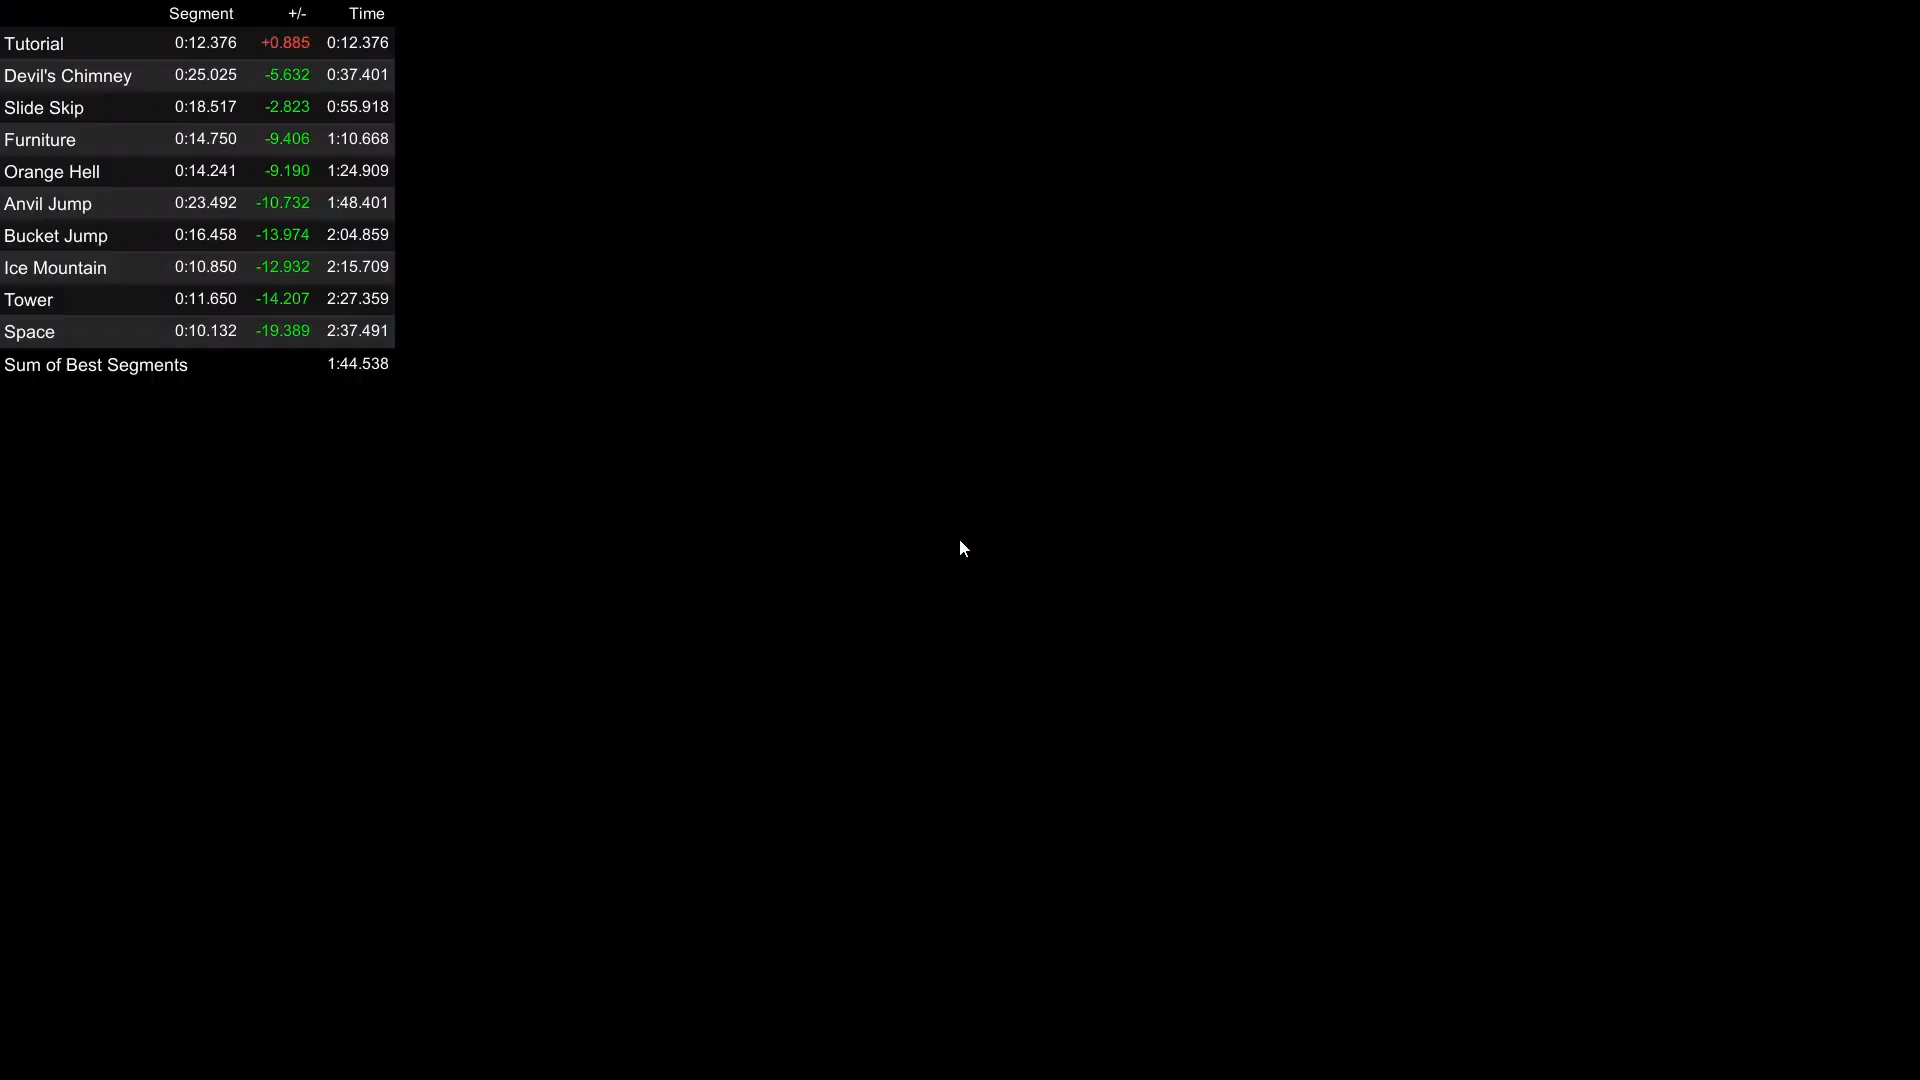 Segment +/- Time
Tutorial 0:12.376 +0.885 0:12.376
Devil's Chimney 0:25.025 -5.632 0:37.401
Slide Skip 0:18.517 -2.823 0:55.918
Furniture 0:14.750 -9.406 1:10.668
Orange Hell 0:14.241 -9.190 1:24.909
Anvil Jump 0:23.492 -10.732 1:48.401
Bucket Jump 0:16.458 -13.974 2:04.859
Ice Mountain 0:10.850 -12.932 2:15.709
Tower 0:11.650 -14.207 2:27.359
Space 0:10.132 -19.389 2:37.491
Sum of Best Segments 1:44.538